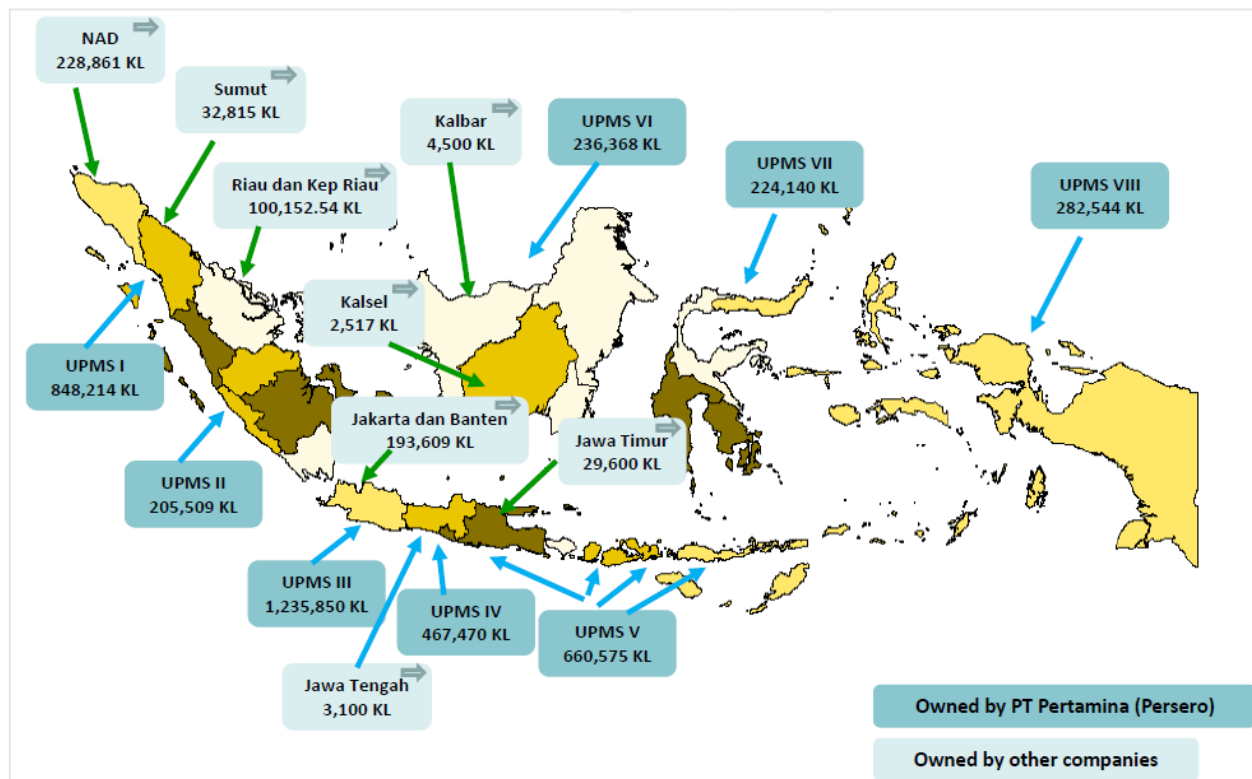 NAD
228,861 KL
Sumut
32,815 KL
Kalbar
4,500 KL
UPMS VI
236,368 KL
UPMS VII
224,140 KL
UPMS VIII
282,544 KL
Riau dan Kep Riau
100,152.54 KL
Kalsel
2,517 KL
UPMS I
848,214 KL
Jakarta dan Banten
193,609 KL
Jawa Timur
29,600 KL
UPMS II
205,509 KL
UPMS III
1,235,850 KL
UPMS IV
467,470 KL
UPMS V
660,575 KL
Jawa Tengah
3,100 KL
Owned by PT Pertamina (Persero)
Owned by other companies